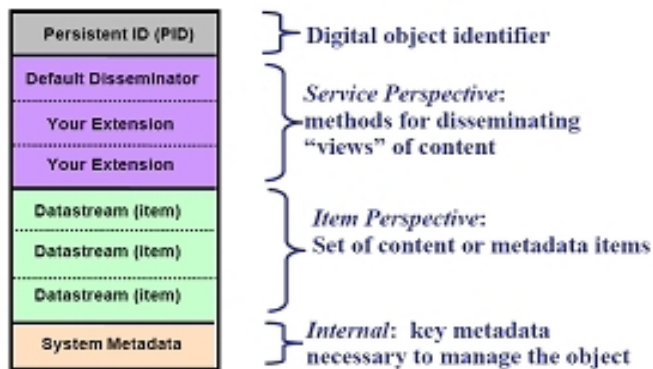 Persistent ID (PID)
Digital object identifier
Default Disseminator
Your Extension
Your Extension
Service Perspective:
methods for disseminating
“views” of content
Datastream (item)
Datastream (item)
Datastream (item)
Item Perspective:
Set of content or metadata items
System Metadata
Internal: key metadata
necessary to manage the object